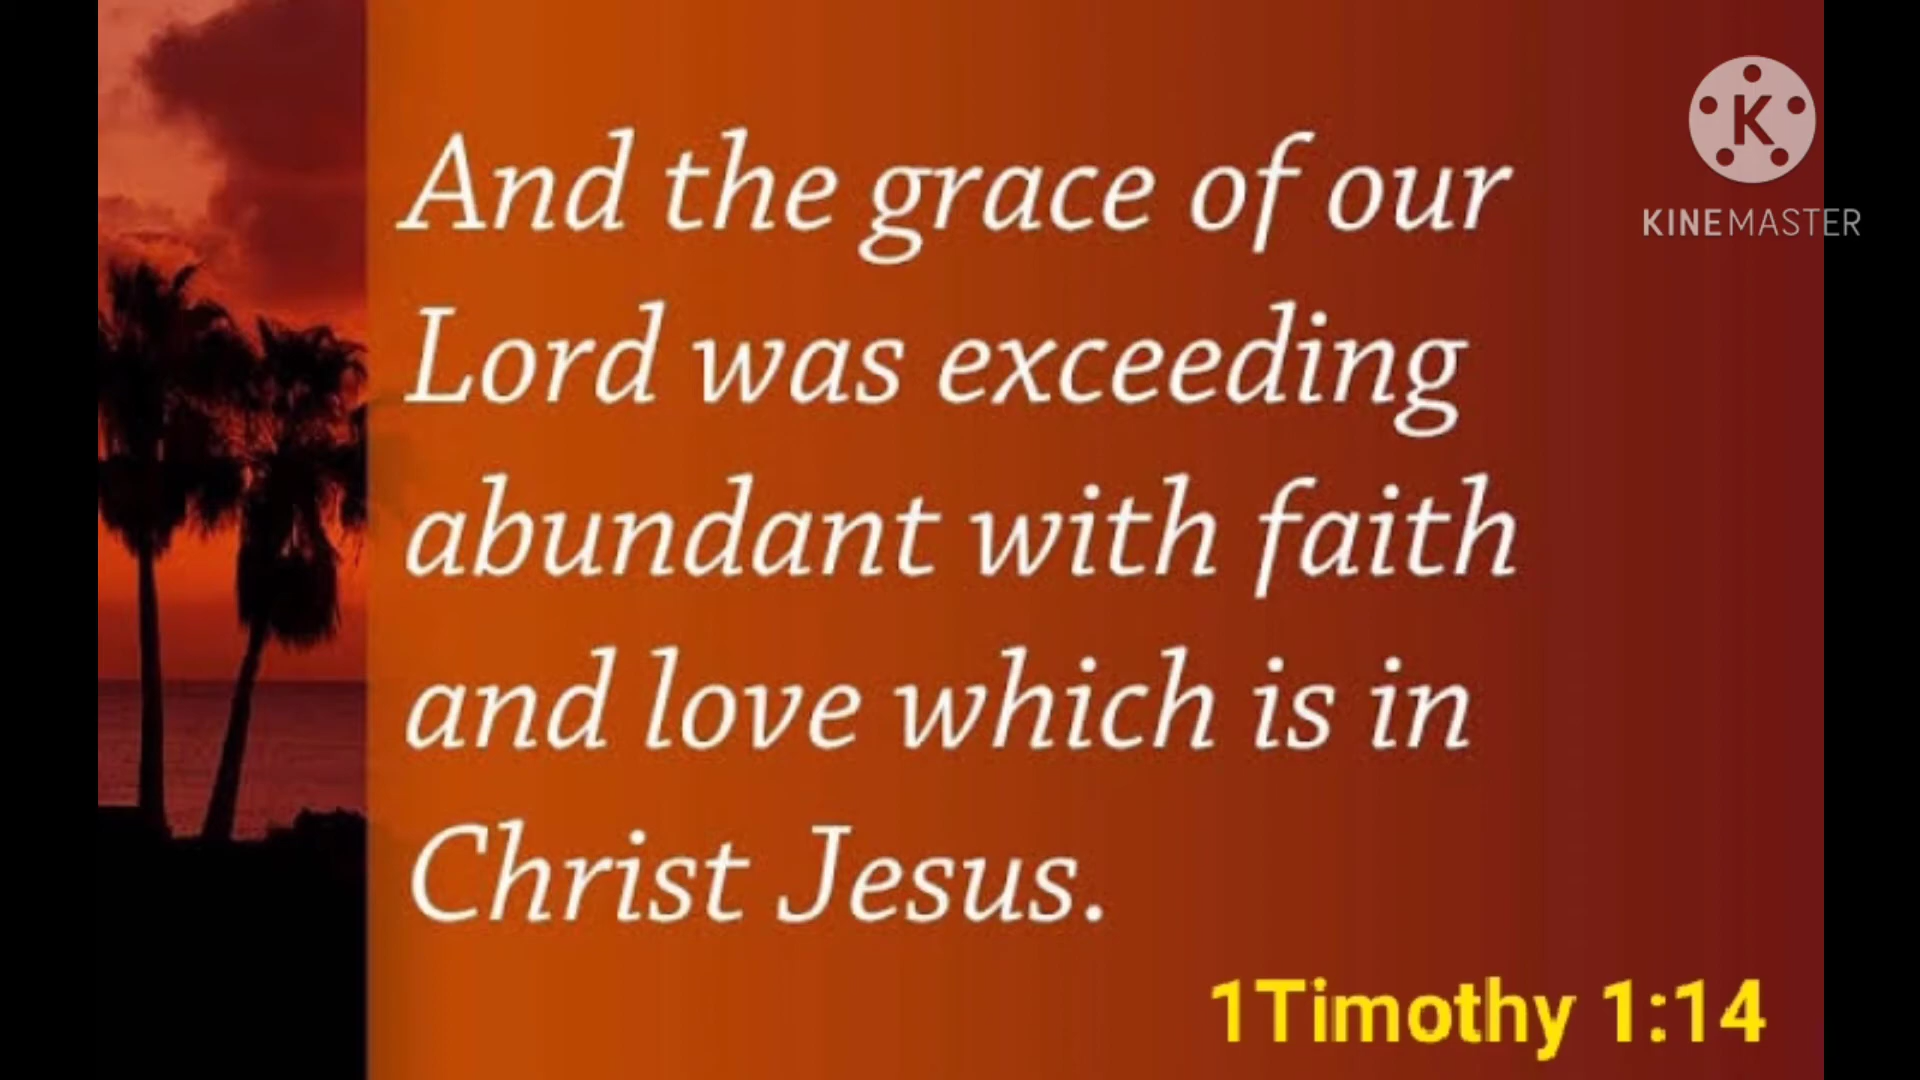 And the grace of our
Lord was exceeding
abundant with faith
and love which is in
Christ Jesus.
1Timothy 1:14
K
KINEMASTER